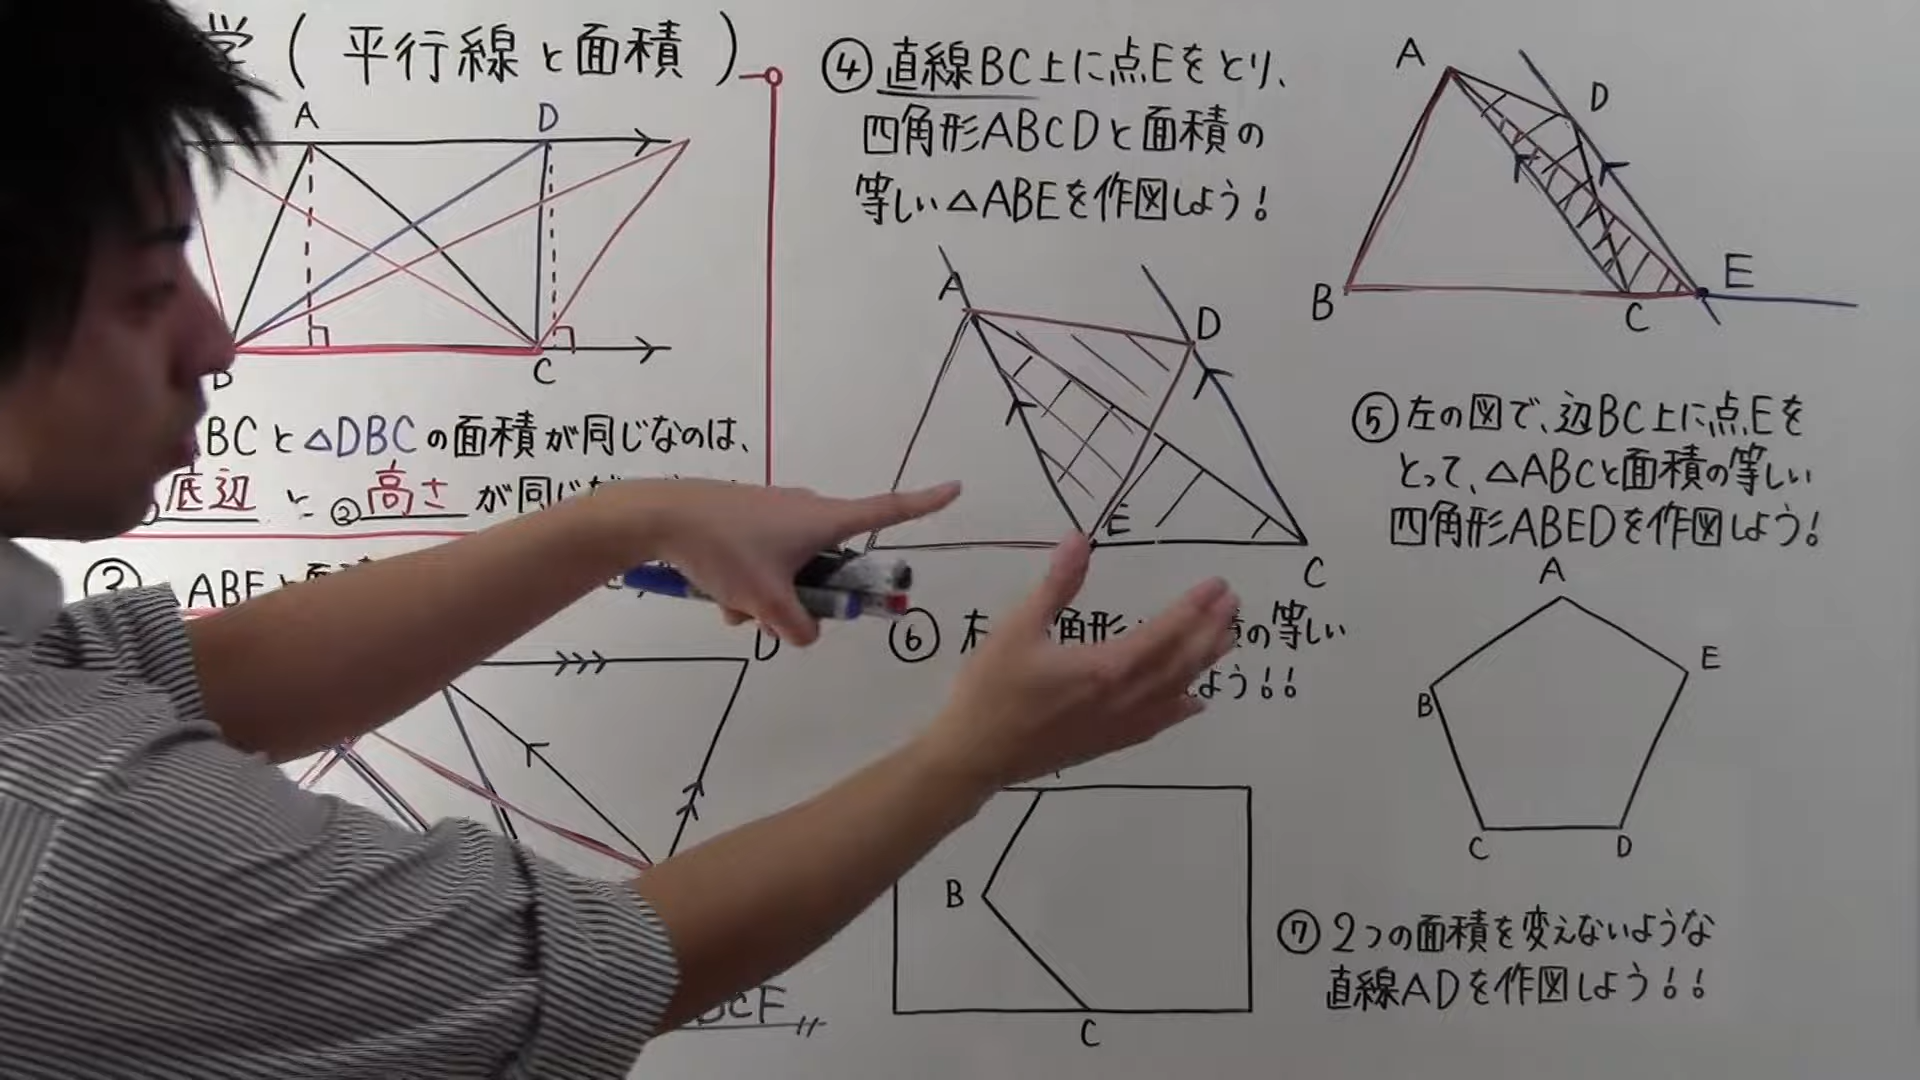 学(平行線と面積)
A
D
C
BCと△DBCの面積が同じなのは、
底辺と②高さが同じ
③
D
④直線BC上に点Eをとり、
四角形ABCDと面積の
等しい△ABEを作図しよう!
A
D
B
C
E
A
D
E
C
⑤左の図で、辺BC上に点Eを
とって、△ABCと面積の等しい
四角形ABEDを作図しよう!
⑥
角形
の等しい
よう!!
A
B
E
C
D
B
C
⑦2つの面積を変えないような
直線ADを作図しよう!!